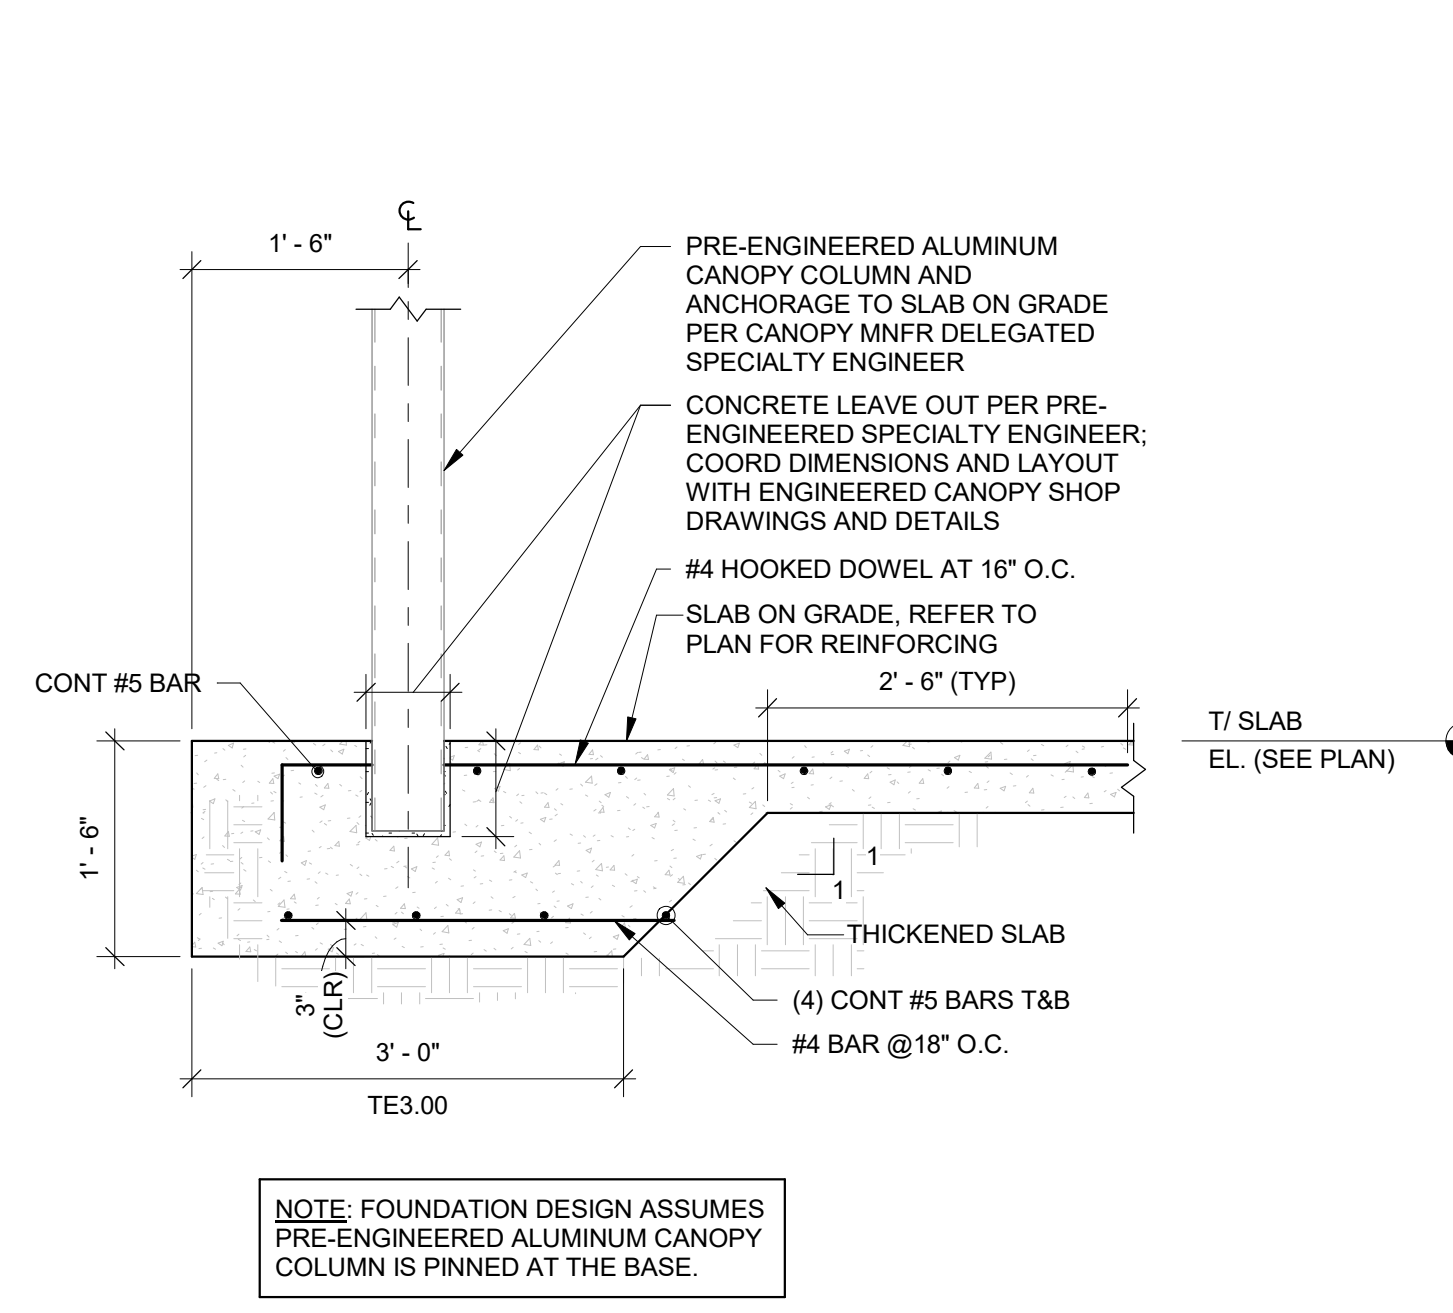 ℄
1' - 6"
PRE-ENGINEERED ALUMINUM
CANOPY COLUMN AND
ANCHORAGE TO SLAB ON GRADE
PER CANOPY MNFR DELEGATED
SPECIALTY ENGINEER
CONCRETE LEAVE OUT PER PRE-
ENGINEERED SPECIALTY ENGINEER;
COORD DIMENSIONS AND LAYOUT
WITH ENGINEERED CANOPY SHOP
DRAWINGS AND DETAILS
#4 HOOKED DOWEL AT 16" O.C.
SLAB ON GRADE, REFER TO
PLAN FOR REINFORCING
CONT #5 BAR
2' - 6" (TYP)
T/ SLAB
EL. (SEE PLAN)
1' - 6"
1
1
THICKENED SLAB
3"
(CLR)
(4) CONT #5 BARS T&B
#4 BAR @18" O.C.
3' - 0"
TE3.00
NOTE: FOUNDATION DESIGN ASSUMES
PRE-ENGINEERED ALUMINUM CANOPY
COLUMN IS PINNED AT THE BASE.